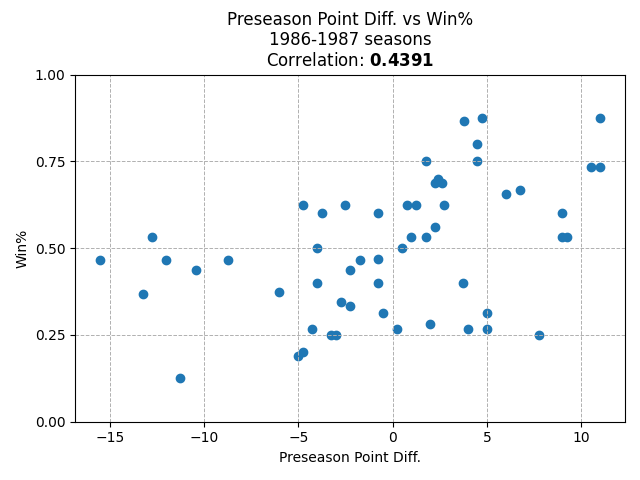 Preseason Point Diff. vs Win%
1986-1987 seasons
Correlation: 0.4391
1.00
0.75
0.50
0.25
0.00
Win%
−15 −10 −5 0 5 10
Preseason Point Diff.